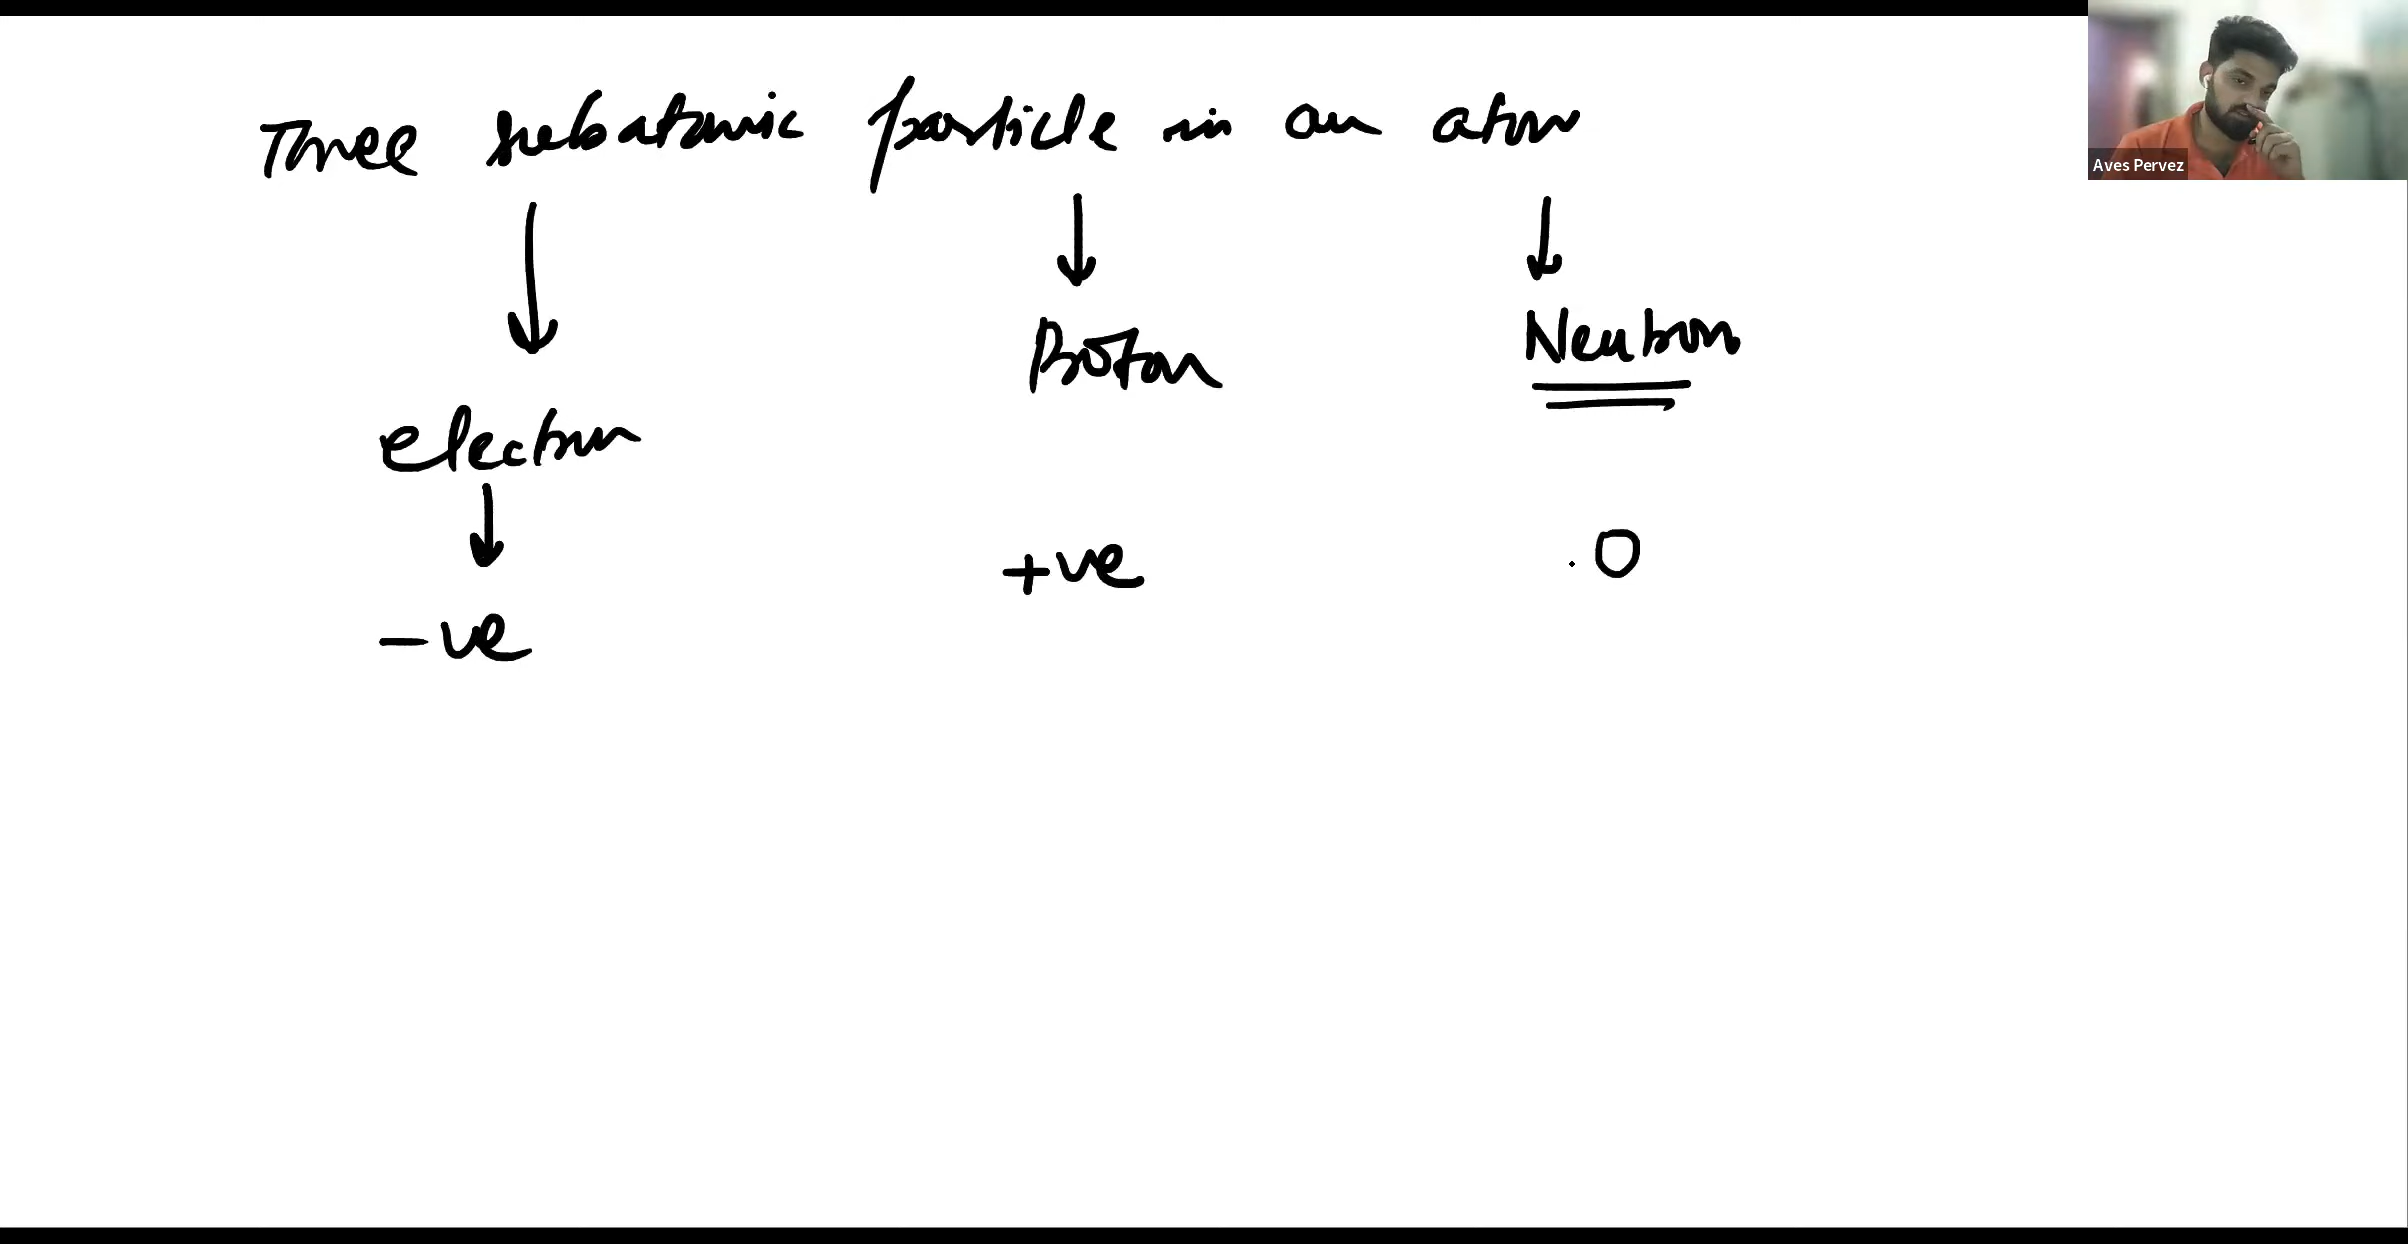 Three subatomic particle in an atom
Aves Pervez
Proton
Neutron
electron
+ve
0
-ve